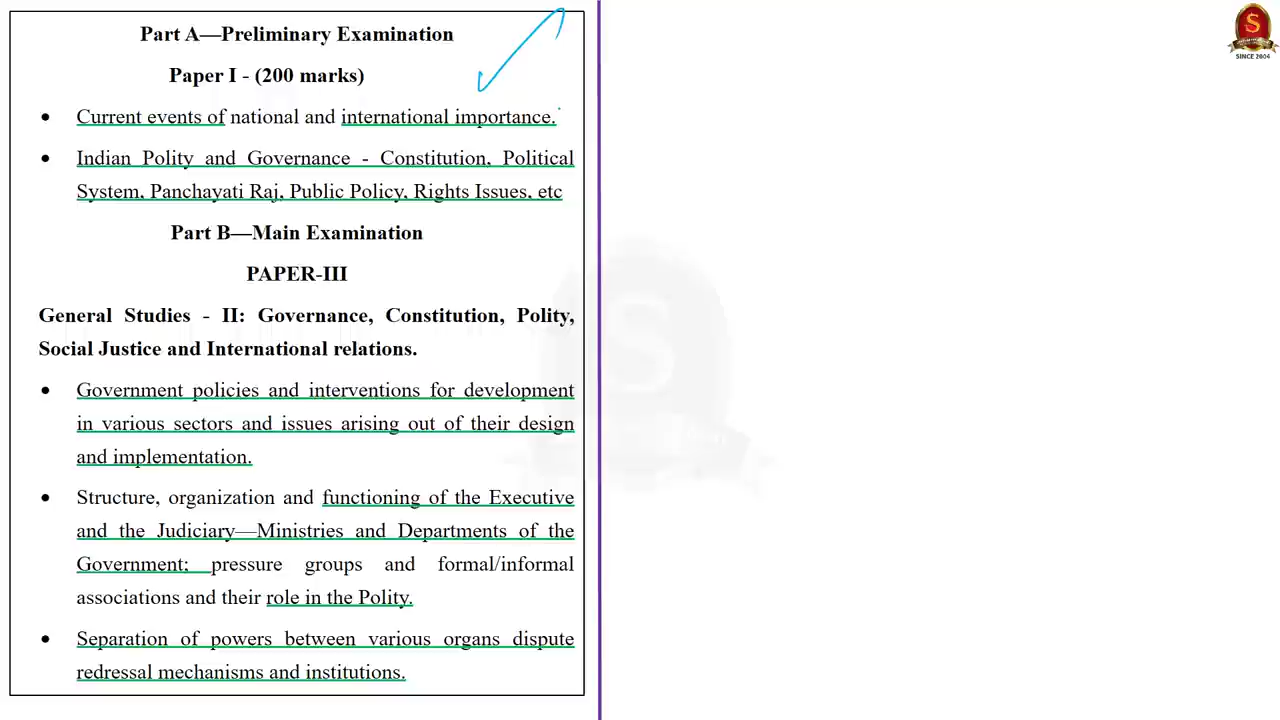 Part A—Preliminary Examination
Paper I - (200 marks)
• Current events of national and international importance.
• Indian Polity and Governance - Constitution, Political
System, Panchayati Raj, Public Policy, Rights Issues, etc
Part B—Main Examination
PAPER-III
General Studies - II: Governance, Constitution, Polity,
Social Justice and International relations.
• Government policies and interventions for development
in various sectors and issues arising out of their design
and implementation.
• Structure, organization and functioning of the Executive
and the Judiciary—Ministries and Departments of the
Government; pressure groups and formal/informal
associations and their role in the Polity.
• Separation of powers between various organs dispute
redressal mechanisms and institutions.
S
SINCE 2004
S